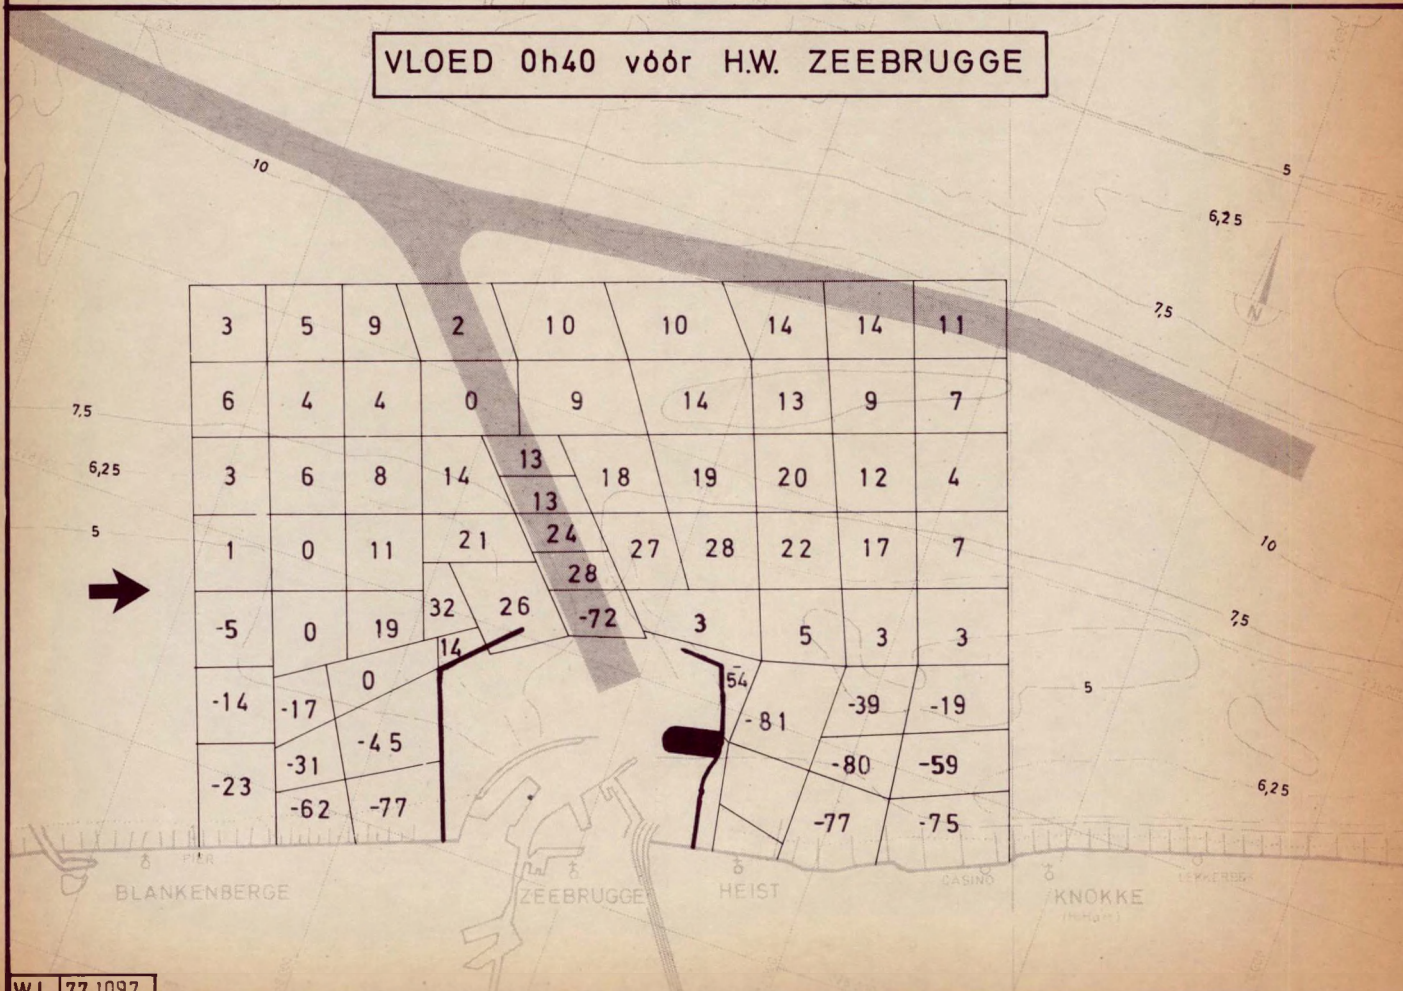 VLOED 0h40 vóór H.W. ZEEBRUGGE
10
5
6,25
7,5
N
3 5 9 2 10 10 14 14 11
6 4 4 0 9 14 13 9 7
7,5
13
6,25
3 6 8 14 18 19 20 12 4
13
5
24
21
1 0 11 27 28 22 17 7
10
28
32 26
-72
3
7,5
-5 0 19 5 3 3
14
0
-54
5
-14 -17 -81 -39 -19
-45
-31 -80 -59
-23
6,25
-62 -77 -77 -75
PIER
BLANKENBERGE ZEEBRUGGE HEIST CASINO KNOKKE LEKKERBEK
W.L. 77.1097